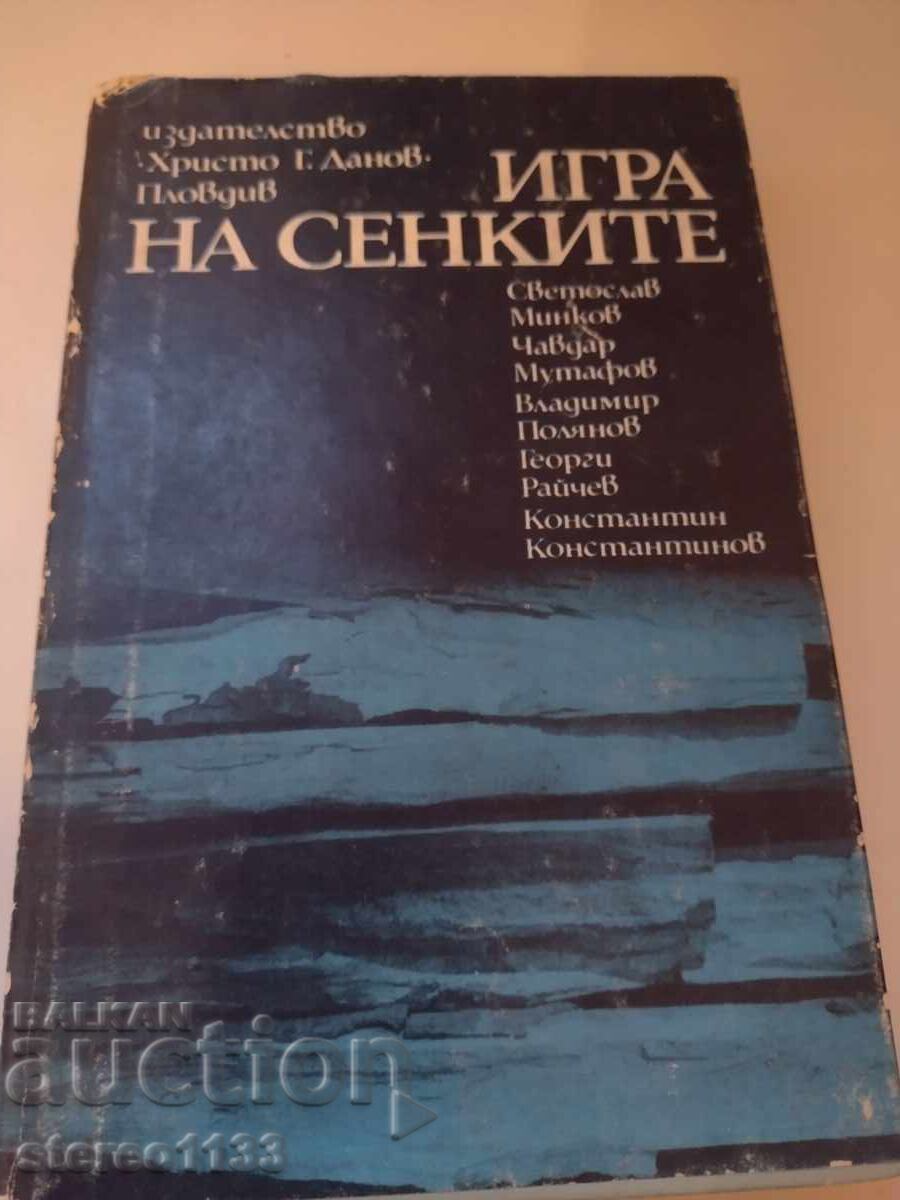 издателство
„Христо Г. Данов“
Пловдив
ИГРА
НА СЕНКИТЕ
Светослав
Минков
Чавдар
Мутафов
Владимир
Полянов
Георги
Райчев
Константин
Константинов
BALKAN
auction
stereo1133